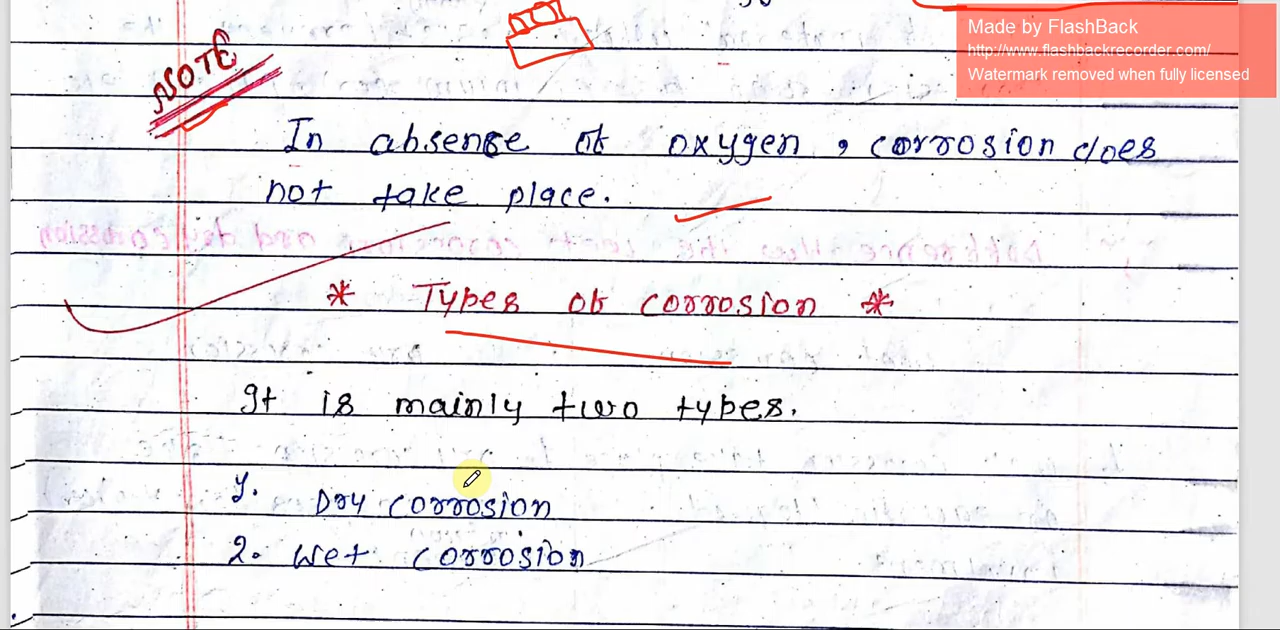 Made by FlashBack
http://www.flashbackrecorder.com/
Watermark removed when fully licensed
NOTE
In absense of oxygen, corrosion does
not take place.
* Types of corrosion *
It is mainly two types.
1. Dry corrosion
2. Wet corrosion